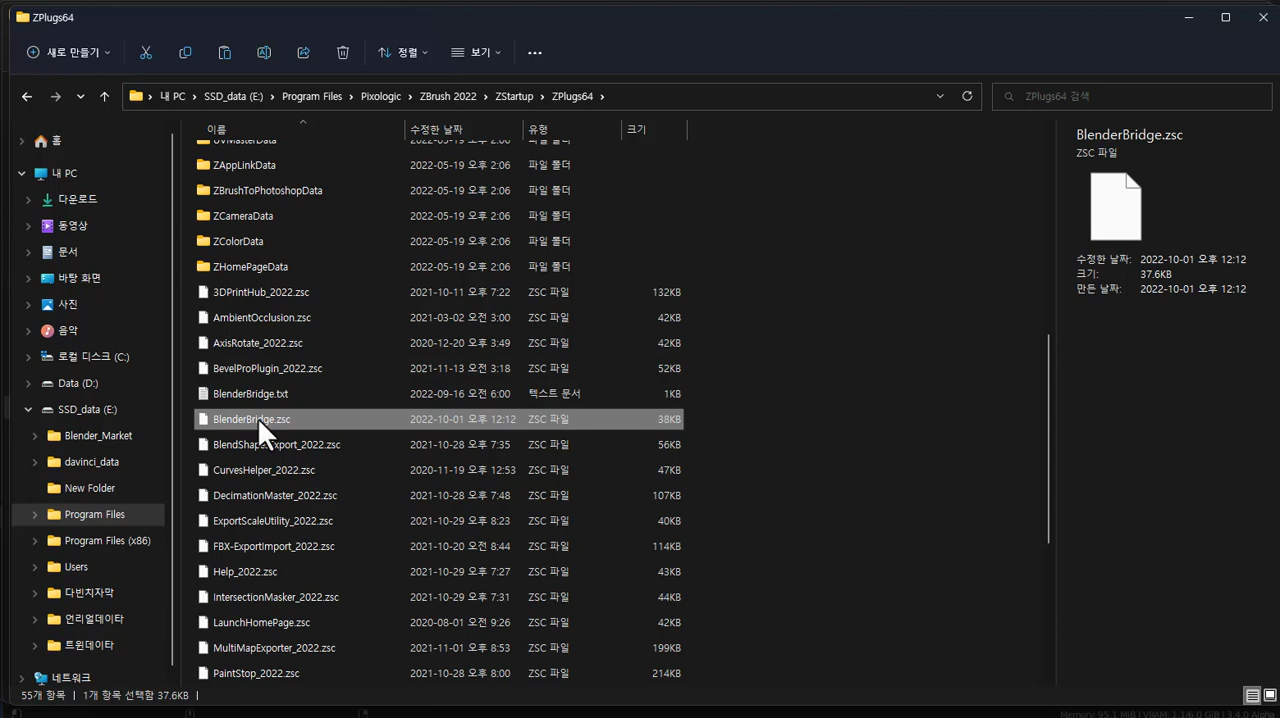 ZPlugs64
새로 만들기 정렬 보기 ...
내 PC > SSD_data (E:) > Program Files > Pixologic > ZBrush 2022 > ZStartup > ZPlugs64 >
ZPlugs64 검색
홈
내 PC
다운로드
동영상
문서
바탕 화면
사진
음악
로컬 디스크 (C:)
Data (D:)
SSD_data (E:)
Blender_Market
davinci_data
New Folder
Program Files
Program Files (x86)
Users
다빈치자막
언리얼데이타
트윈데이타
네트워크
이름 수정한 날짜 유형 크기
UVMasterData 2022-05-19 오후 2:06 파일 폴더
ZAppLinkData 2022-05-19 오후 2:06 파일 폴더
ZBrushToPhotoshopData 2022-05-19 오후 2:06 파일 폴더
ZCameraData 2022-05-19 오후 2:06 파일 폴더
ZColorData 2022-05-19 오후 2:06 파일 폴더
ZHomePageData 2022-05-19 오후 2:06 파일 폴더
3DPrintHub_2022.zsc 2021-10-11 오후 7:22 ZSC 파일 132KB
AmbientOcclusion.zsc 2021-03-02 오전 3:00 ZSC 파일 42KB
AxisRotate_2022.zsc 2020-12-20 오후 3:49 ZSC 파일 42KB
BevelProPlugin_2022.zsc 2021-11-13 오전 3:18 ZSC 파일 52KB
BlenderBridge.txt 2022-09-16 오전 6:00 텍스트 문서 1KB
BlenderBridge.zsc 2022-10-01 오후 12:12 ZSC 파일 38KB
BlendShapeExport_2022.zsc 2021-10-28 오후 7:35 ZSC 파일 56KB
CurvesHelper_2022.zsc 2020-11-19 오후 12:53 ZSC 파일 47KB
DecimationMaster_2022.zsc 2021-10-28 오후 7:48 ZSC 파일 107KB
ExportScaleUtility_2022.zsc 2021-10-29 오후 8:23 ZSC 파일 40KB
FBX-ExportImport_2022.zsc 2021-10-20 오전 8:44 ZSC 파일 114KB
Help_2022.zsc 2021-10-29 오후 7:27 ZSC 파일 43KB
IntersectionMasker_2022.zsc 2021-10-29 오후 7:31 ZSC 파일 44KB
LaunchHomePage.zsc 2020-08-01 오전 9:26 ZSC 파일 42KB
MultiMapExporter_2022.zsc 2021-11-01 오후 8:53 ZSC 파일 199KB
PaintStop_2022.zsc 2021-10-28 오후 8:00 ZSC 파일 214KB
BlenderBridge.zsc
ZSC 파일
수정한 날짜: 2022-10-01 오후 12:12
크기: 37.6KB
만든 날짜: 2022-10-01 오후 12:12
55개 항목 | 1개 항목 선택함 37.6KB |
Memory: 95.1 MiB | VRAM: 1.1/6.0 GiB | 3.4.0 Alpha